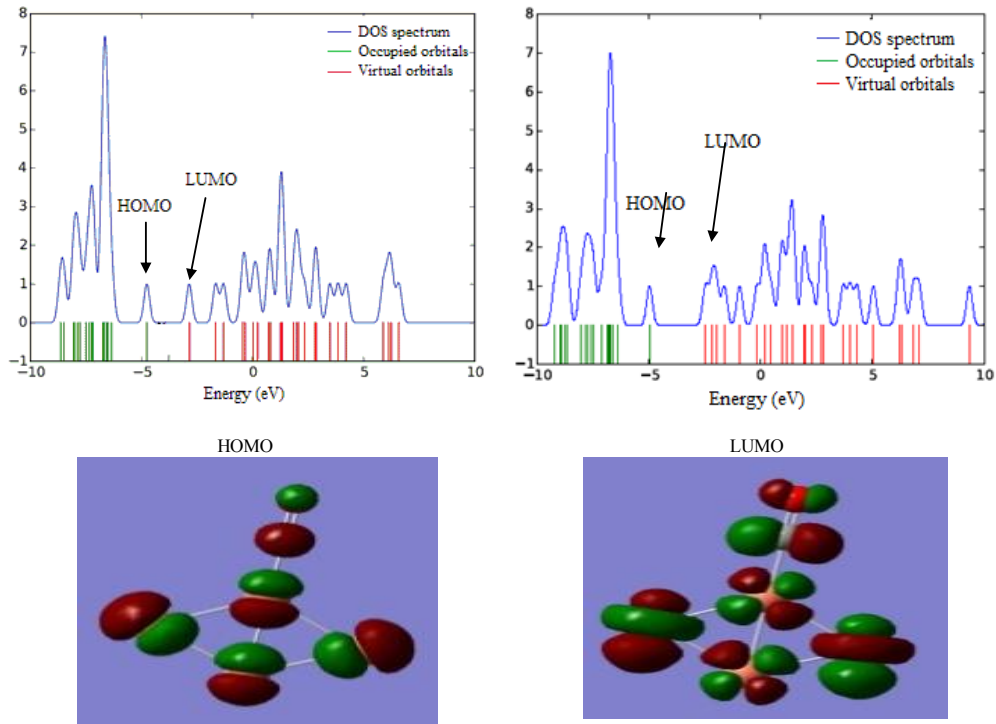 8
7
6
5
4
3
2
1
0
−1
−10
−5
0
5
10
DOS spectrum
Occupied orbitals
Virtual orbitals
LUMO
HOMO
Energy (eV)
8
7
6
5
4
3
2
1
0
−1
−10
−5
0
5
10
DOS spectrum
Occupied orbitals
Virtual orbitals
LUMO
HOMO
Energy (eV)
HOMO
LUMO